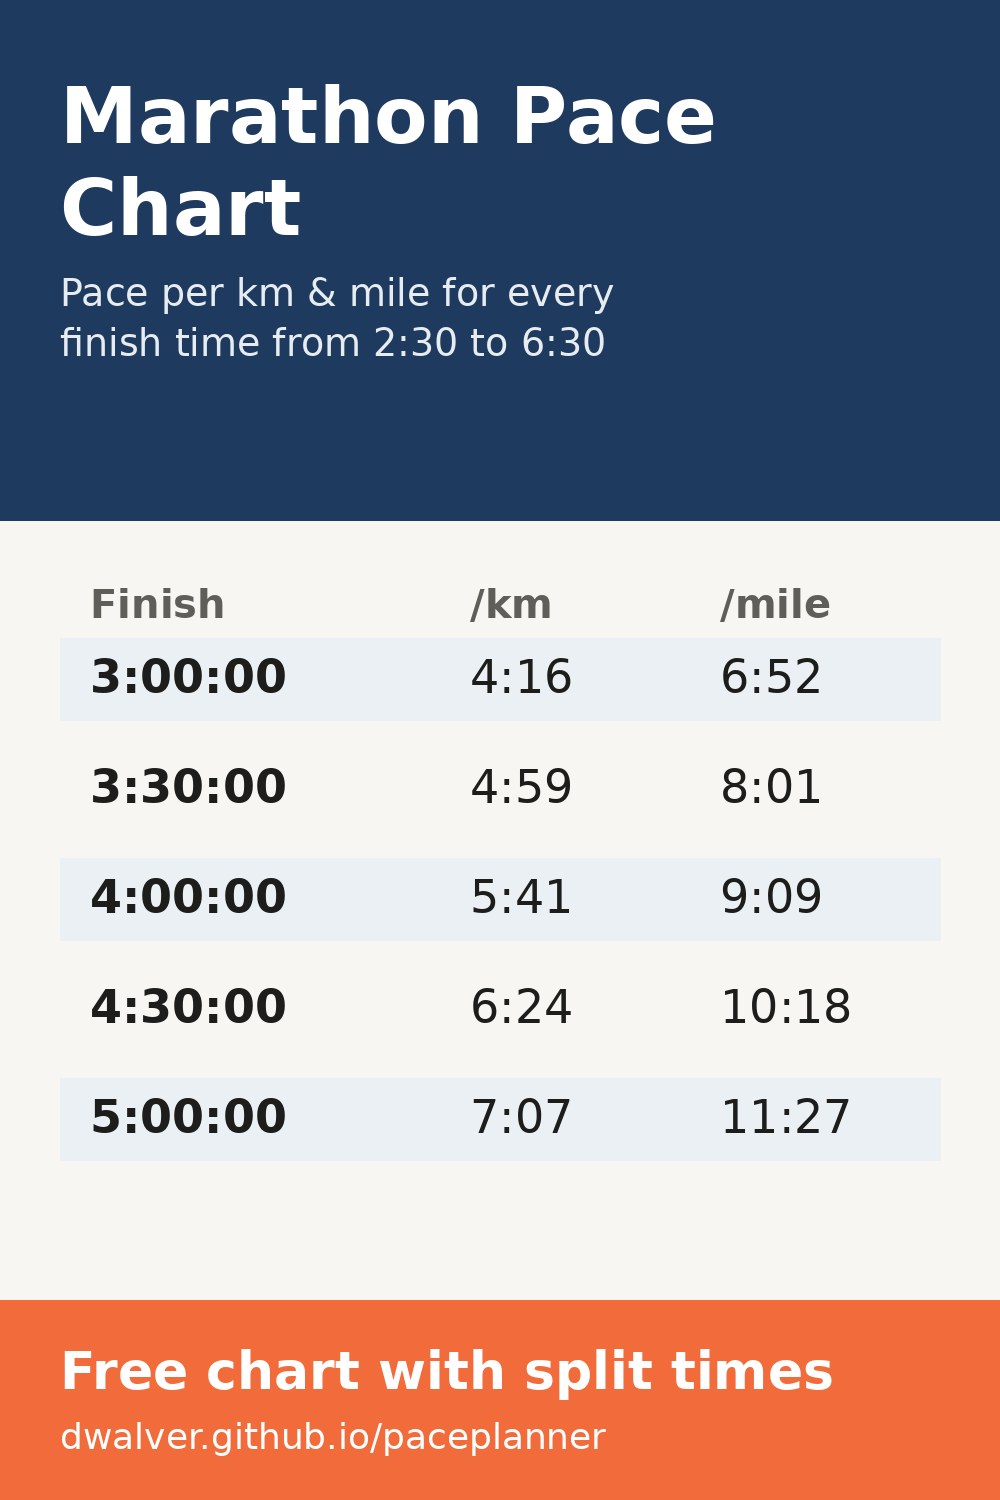 Marathon Pace
Chart
Pace per km & mile for every
finish time from 2:30 to 6:30
Finish /km /mile
3:00:00 4:16 6:52
3:30:00 4:59 8:01
4:00:00 5:41 9:09
4:30:00 6:24 10:18
5:00:00 7:07 11:27
Free chart with split times
dwalver.github.io/paceplanner